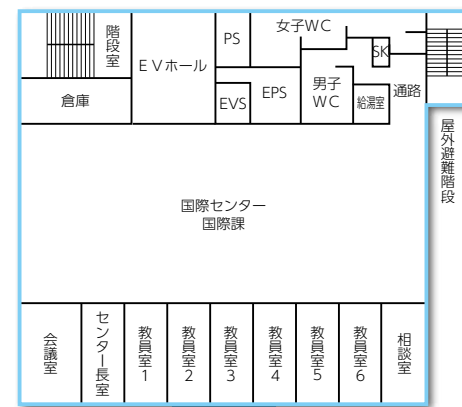 階段室
EVホール
PS
女子WC
SK
倉庫
EVS
EPS
男子
WC
給湯室
通路
屋外避難階段
国際センター
国際課
会議室
センター長室
教員室1
教員室2
教員室3
教員室4
教員室5
教員室6
相談室